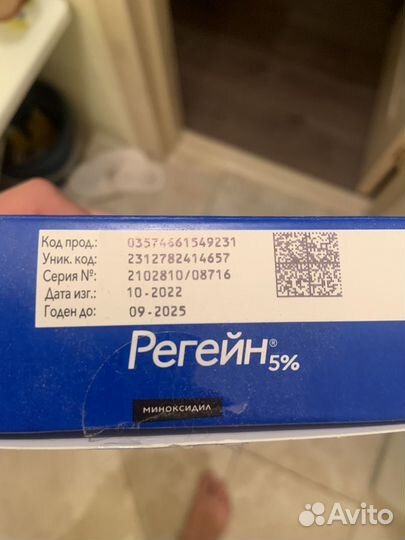 Код прод.: 03574661549231
Уник. код: 2312782414657
Серия №: 2102810/08716
Дата изг.: 10-2022
Годен до: 09-2025
Регейн® 5%
МИНОКСИДИЛ
Avito